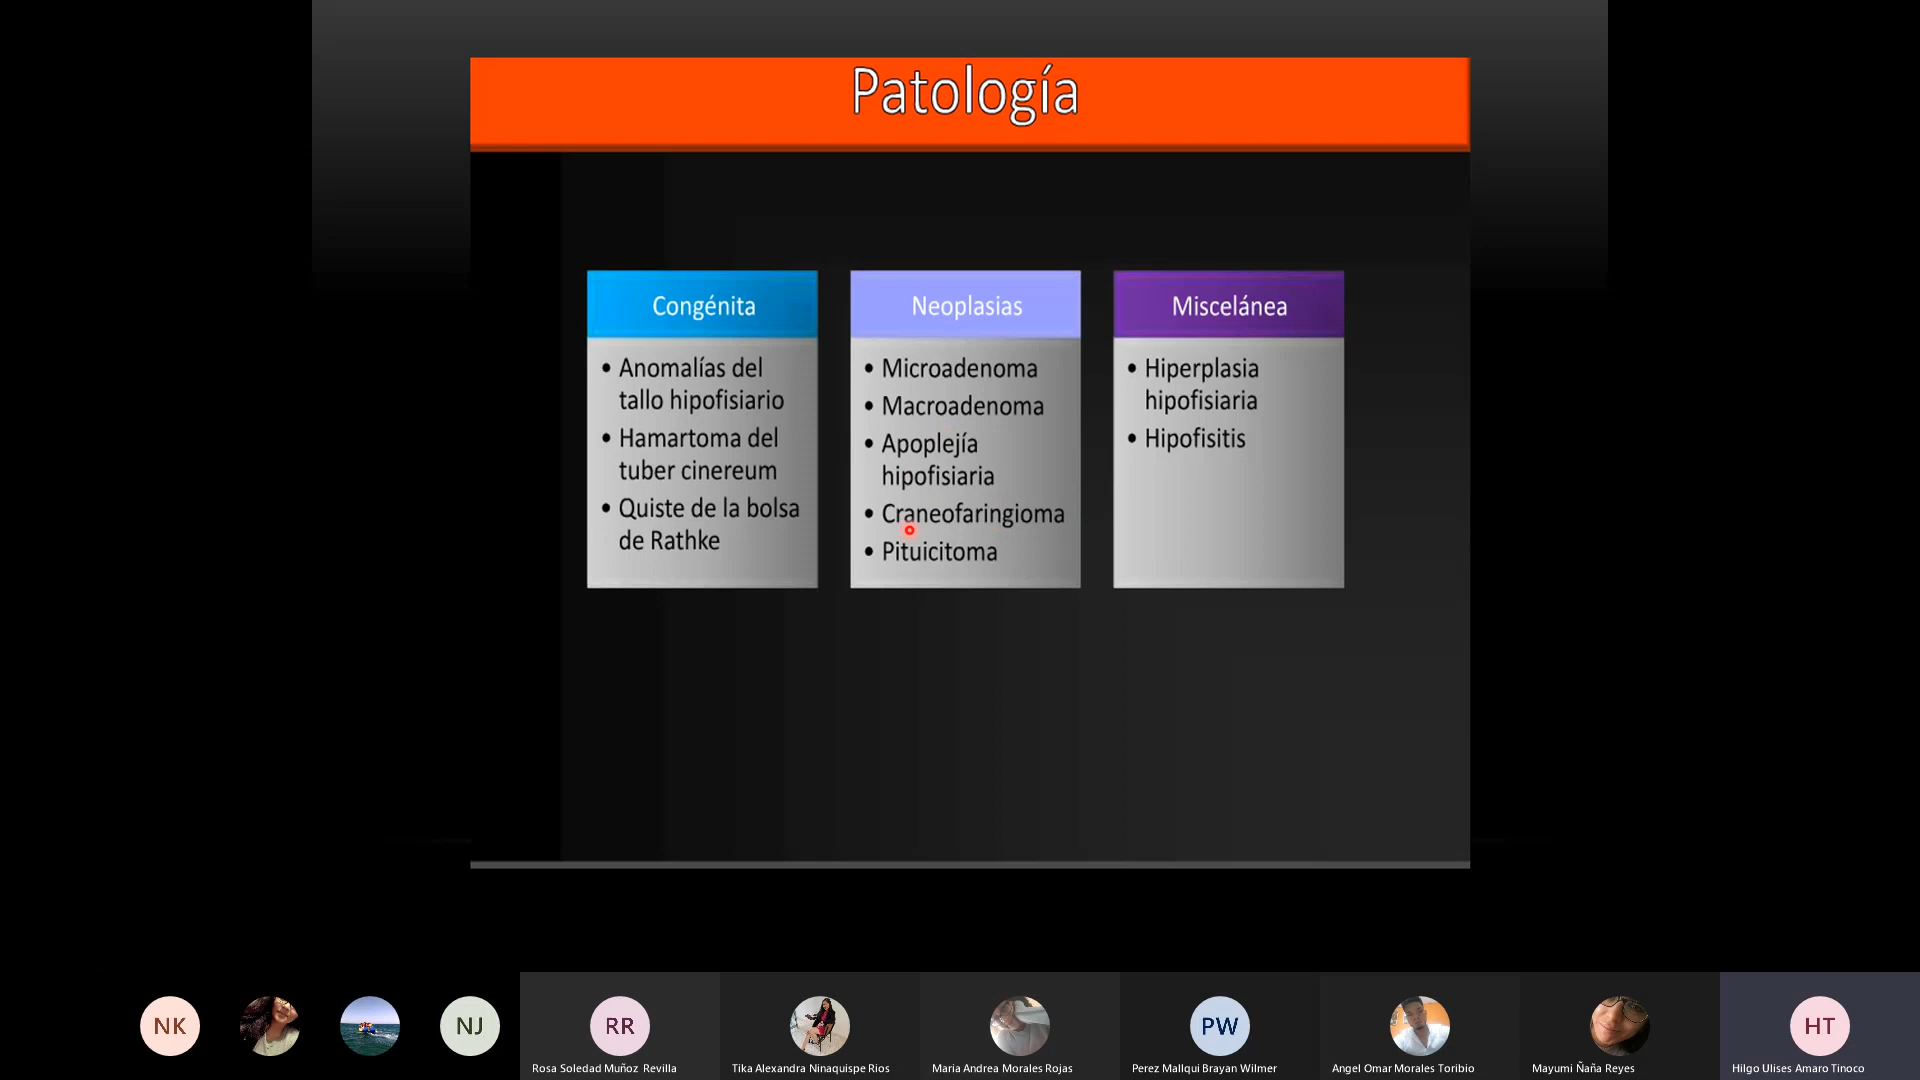 Patología
Congénita
• Anomalías del
tallo hipofisiario
• Hamartoma del
tuber cinereum
• Quiste de la bolsa
de Rathke
Neoplasias
• Microadenoma
• Macroadenoma
• Apoplejía
hipofisiaria
• Craneofaringioma
• Pituicitoma
Miscelánea
• Hiperplasia
hipofisiaria
• Hipofisitis
NK
NJ
RR
PW
HT
Rosa Soledad Muñoz Revilla
Tika Alexandra Ninaquispe Rios
Maria Andrea Morales Rojas
Perez Mallqui Brayan Wilmer
Angel Omar Morales Toribio
Mayumi Ñaña Reyes
Hilgo Ulises Amaro Tinoco